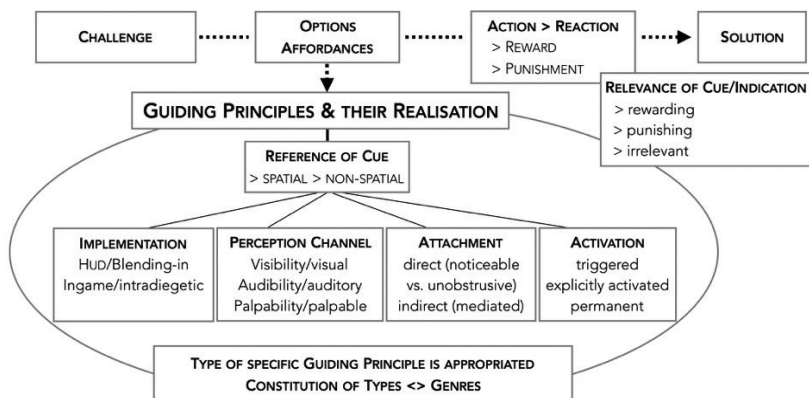 CHALLENGE
OPTIONS
AFFORDANCES
ACTION > REACTION
> REWARD
> PUNISHMENT
SOLUTION
RELEVANCE OF CUE/INDICATION
> rewarding
> punishing
> irrelevant
GUIDING PRINCIPLES & THEIR REALISATION
REFERENCE OF CUE
> SPATIAL > NON-SPATIAL
IMPLEMENTATION
HUD/Blending-in
Ingame/intradiegetic
PERCEPTION CHANNEL
Visibility/visual
Audibility/auditory
Palpability/palpable
ATTACHMENT
direct (noticeable
vs. unobstrusive)
indirect (mediated)
ACTIVATION
triggered
explicitly activated
permanent
TYPE OF SPECIFIC GUIDING PRINCIPLE IS APPROPRIATED
CONSTITUTION OF TYPES <> GENRES